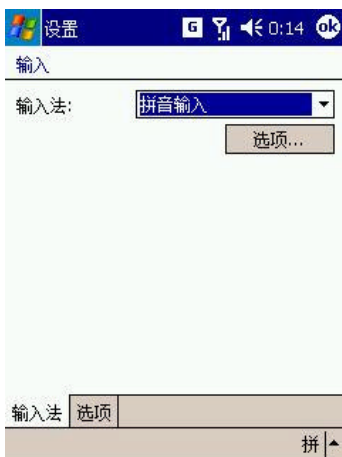 设置 G 0:14 ok
输入
输入法: 拼音输入
选项...
输入法 选项
拼